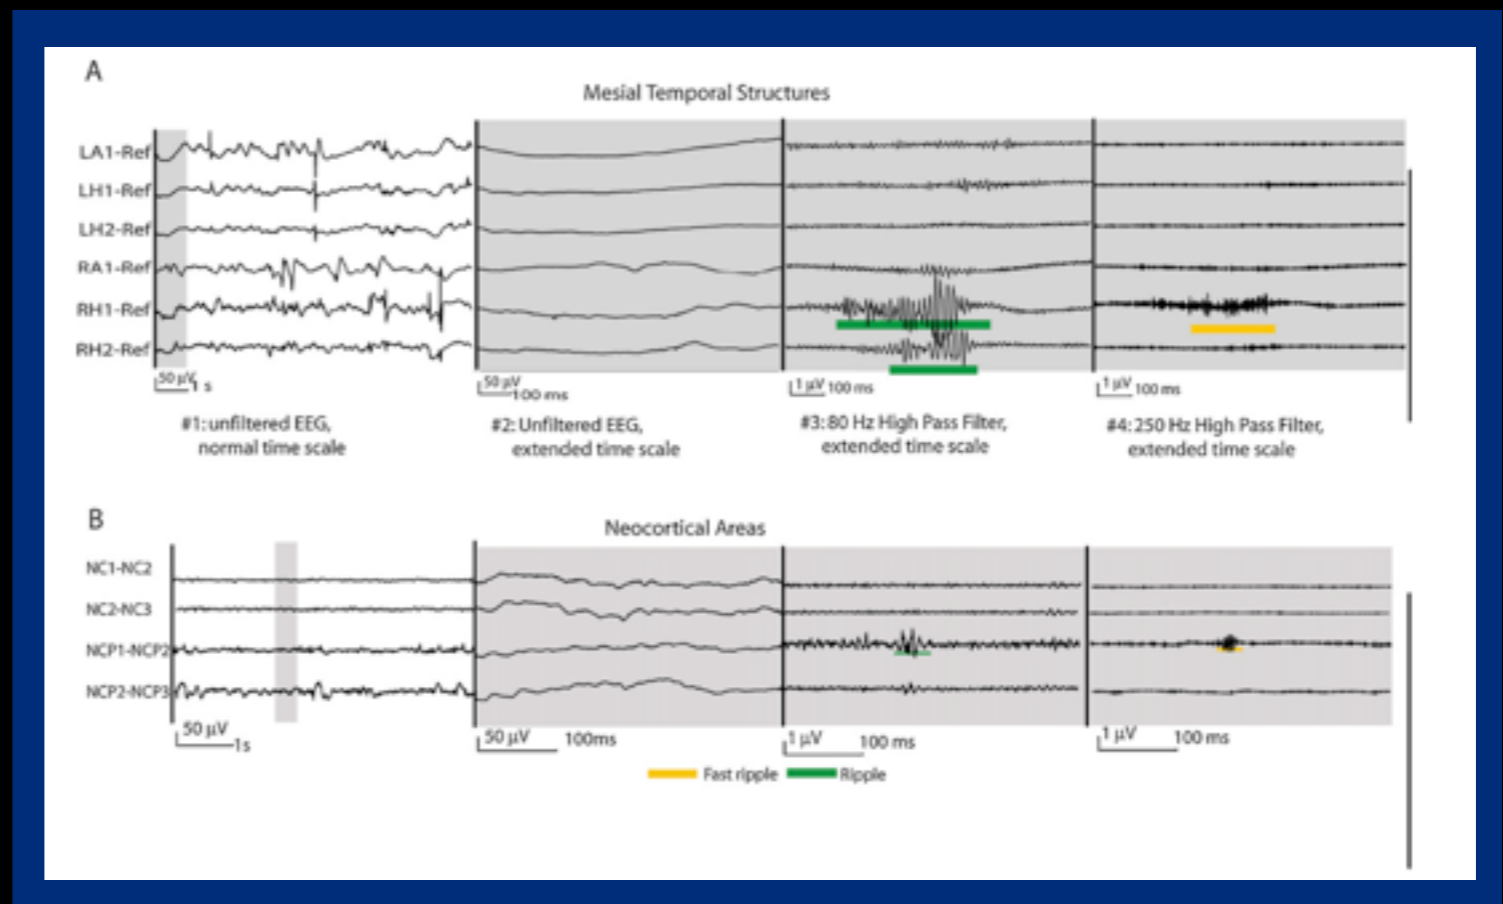 A
Mesial Temporal Structures
LA1-Ref
LH1-Ref
LH2-Ref
RA1-Ref
RH1-Ref
RH2-Ref
50 µV
1 s
50 µV
100 ms
1 µV 100 ms
1 µV 100 ms
#1: unfiltered EEG,
normal time scale
#2: Unfiltered EEG,
extended time scale
#3: 80 Hz High Pass Filter,
extended time scale
#4: 250 Hz High Pass Filter,
extended time scale
B
Neocortical Areas
NC1-NC2
NC2-NC3
NCP1-NCP2
NCP2-NCP3
50 µV
1s
50 µV 100ms
1 µV 100 ms
1 µV 100 ms
Fast ripple Ripple